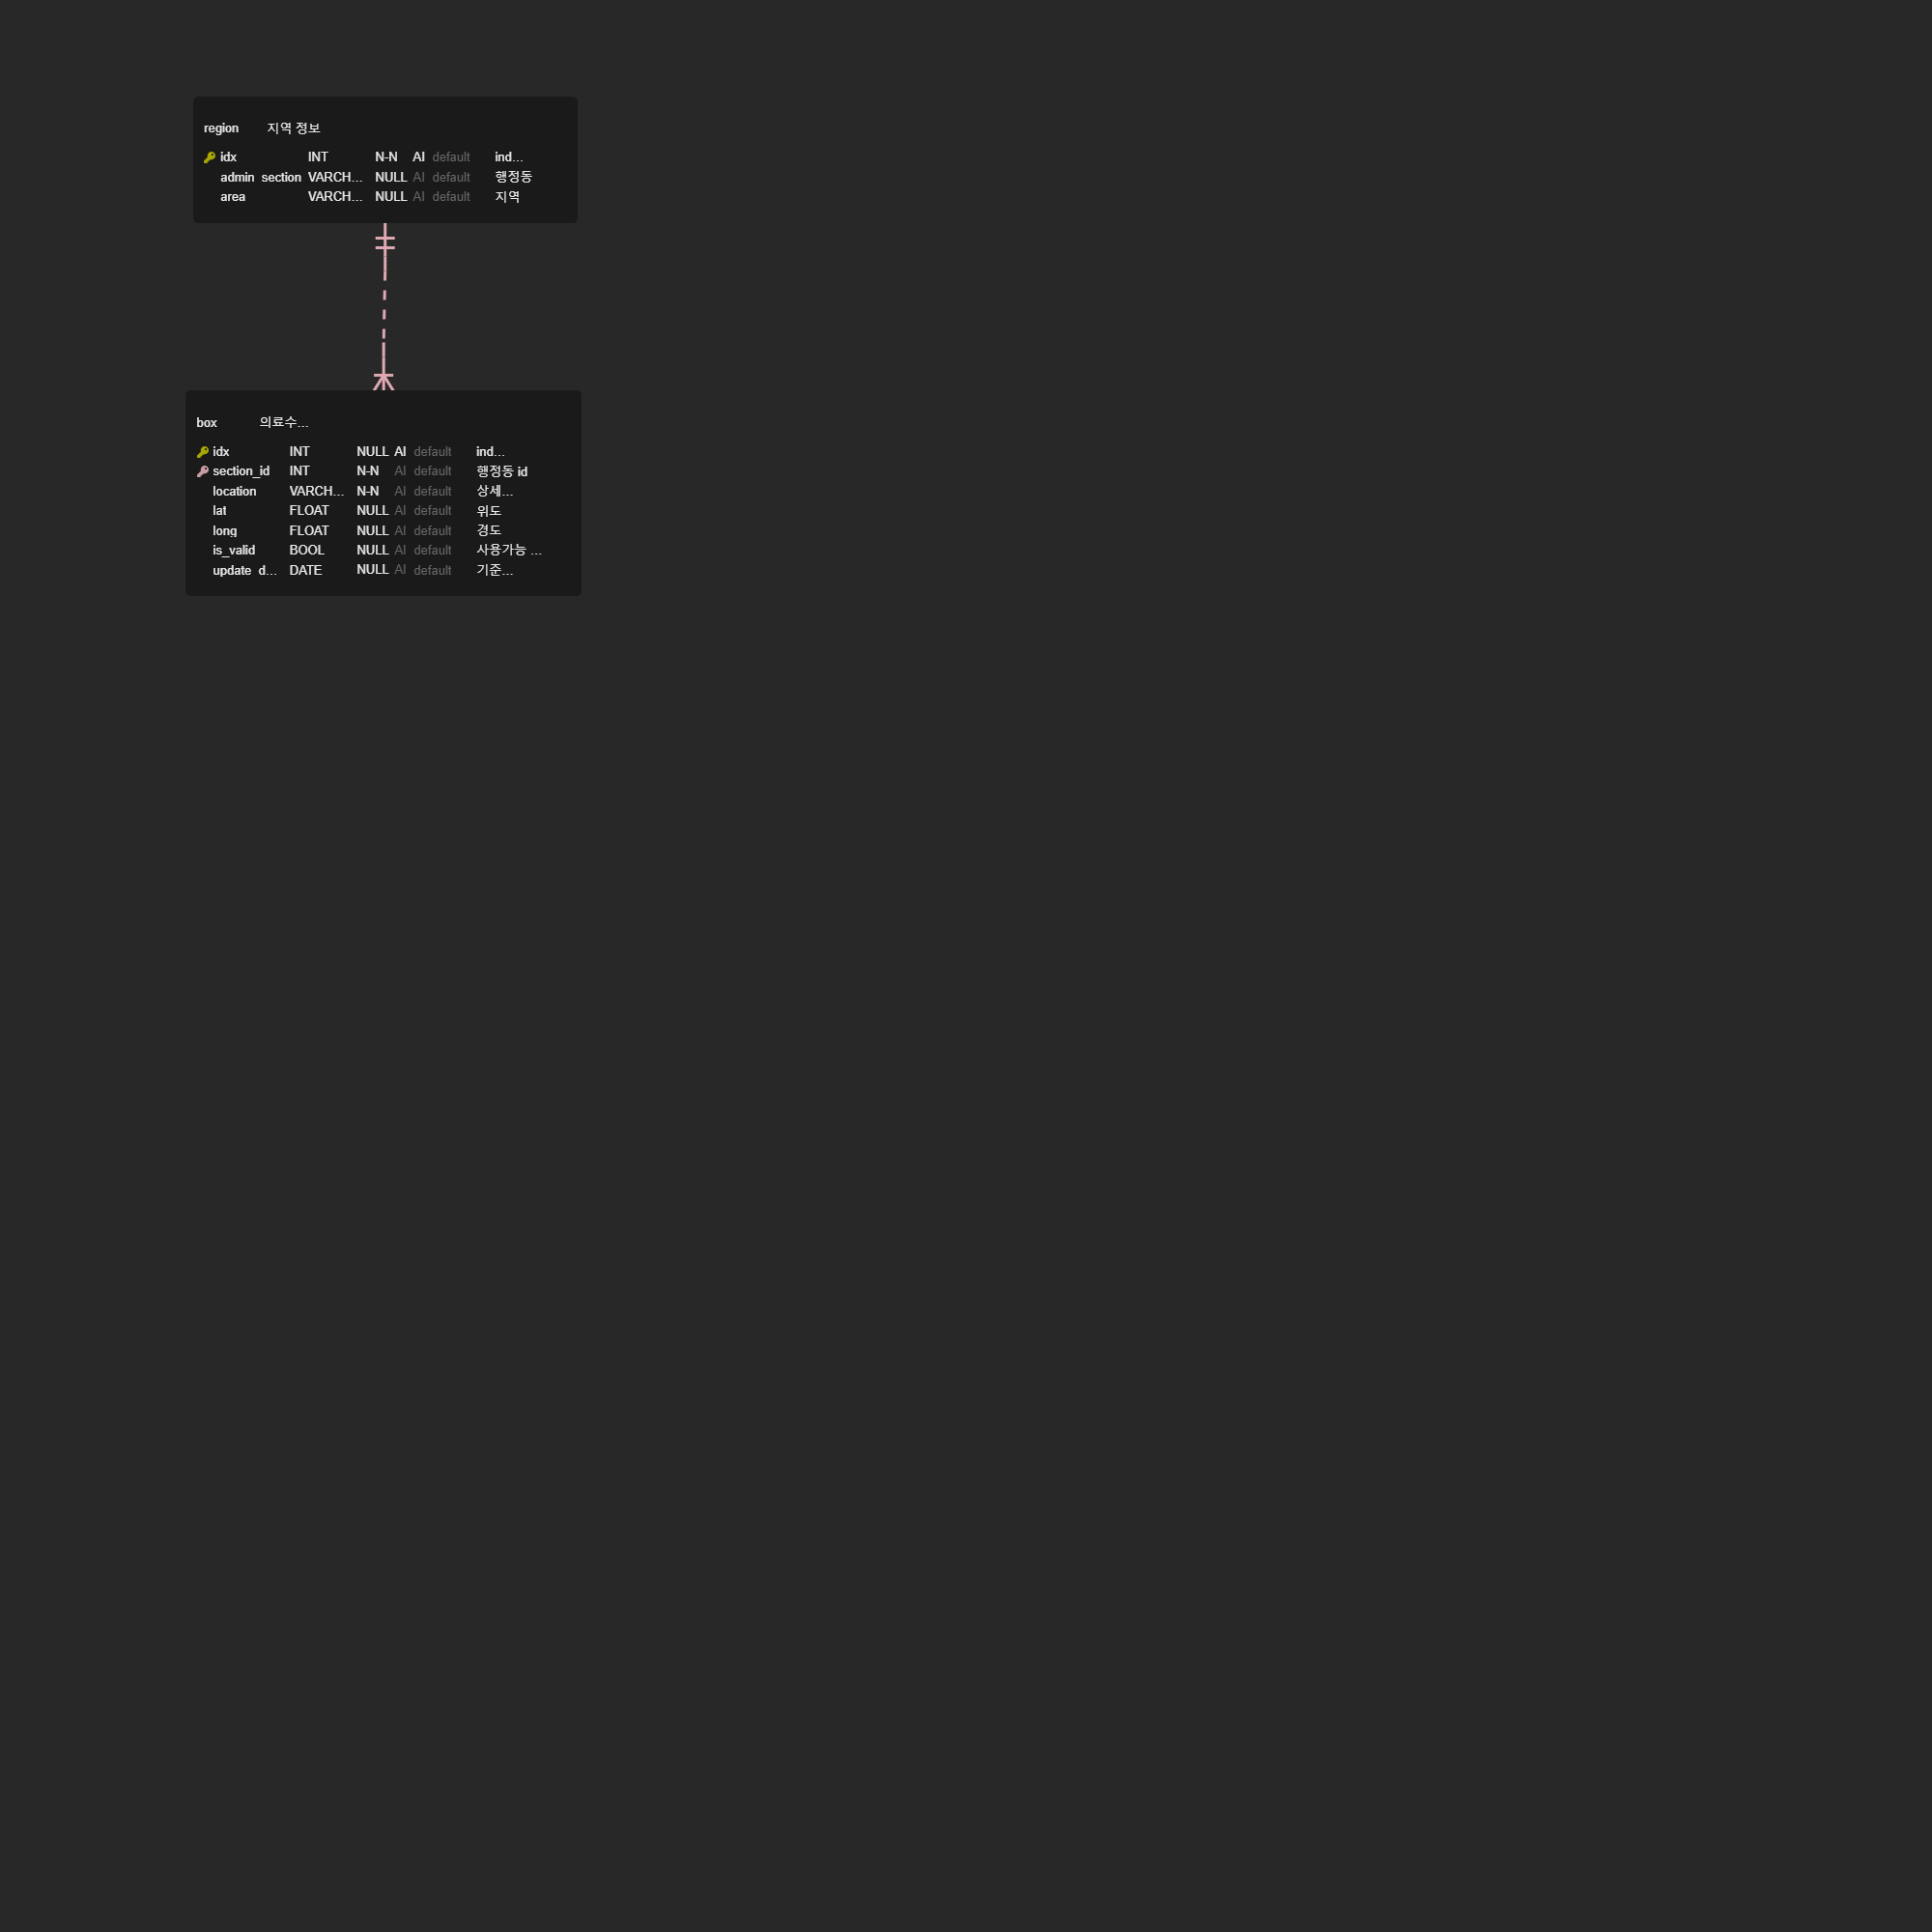 region 지역 정보
idx INT N-N AI default ind...
admin_section VARCH... NULL AI default 행정동
area VARCH... NULL AI default 지역
box 의료수...
idx INT NULL AI default ind...
section_id INT N-N AI default 행정동 id
location VARCH... N-N AI default 상세...
lat FLOAT NULL AI default 위도
long FLOAT NULL AI default 경도
is_valid BOOL NULL AI default 사용가능 ...
update_d... DATE NULL AI default 기준...